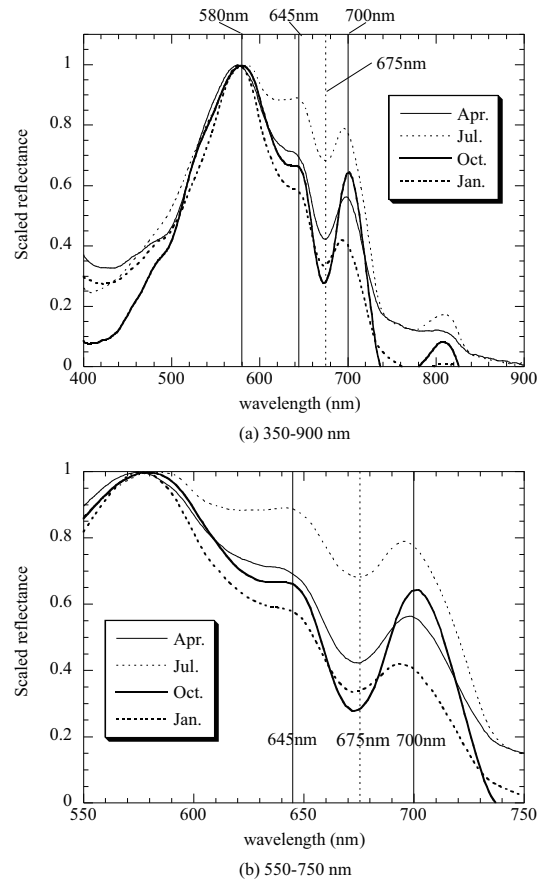 580nm 645nm 700nm
675nm
Scaled reflectance
1
0.8
0.6
0.4
0.2
0
Apr.
Jul.
Oct.
Jan.
400 500 600 700 800 900
wavelength (nm)
(a) 350-900 nm
Scaled reflectance
1
0.8
0.6
0.4
0.2
0
Apr.
Jul.
Oct.
Jan.
645nm 675nm 700nm
550 600 650 700 750
wavelength (nm)
(b) 550-750 nm